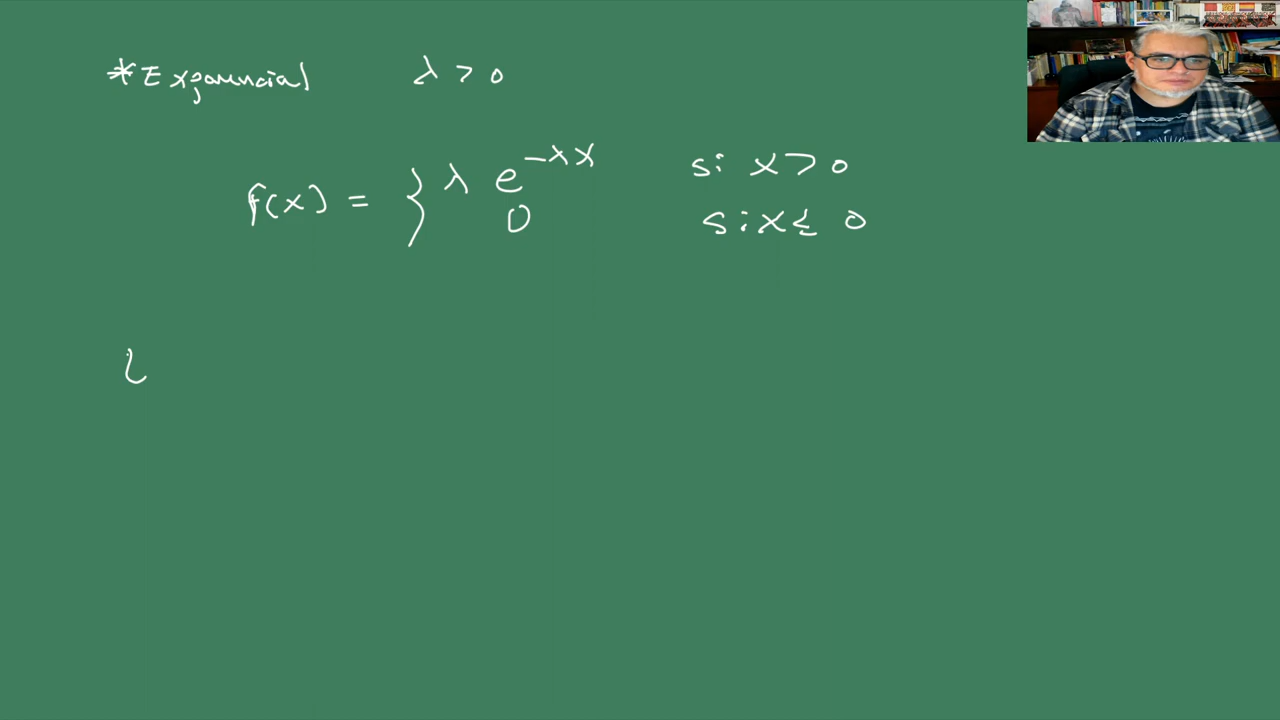 *Exponencial λ > 0
f(x) = } λ e^{-λx} si x > 0
0 si x ≤ 0